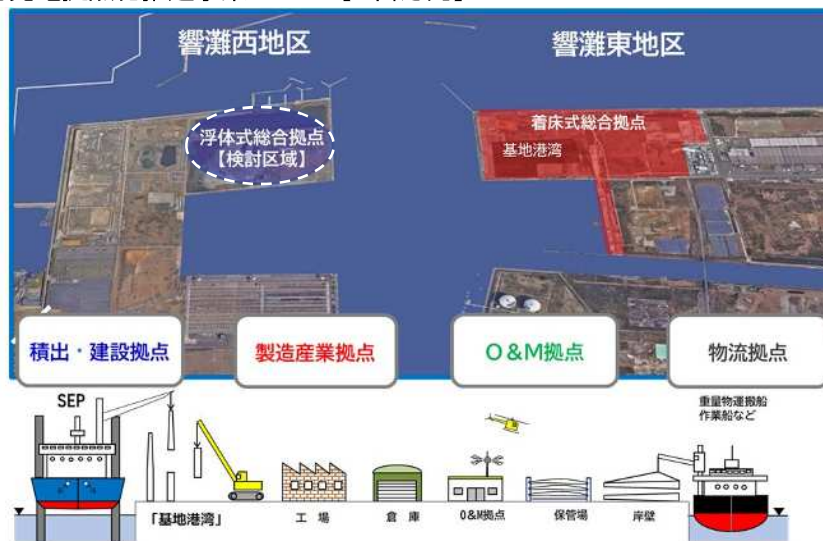 響灘西地区
響灘東地区
浮体式総合拠点
【検討区域】
着床式総合拠点
基地港湾
積出・建設拠点
製造産業拠点
O&M拠点
物流拠点
SEP
重量物運搬船
作業船など
「基地港湾」
工場
倉庫
O&M拠点
保管場
岸壁